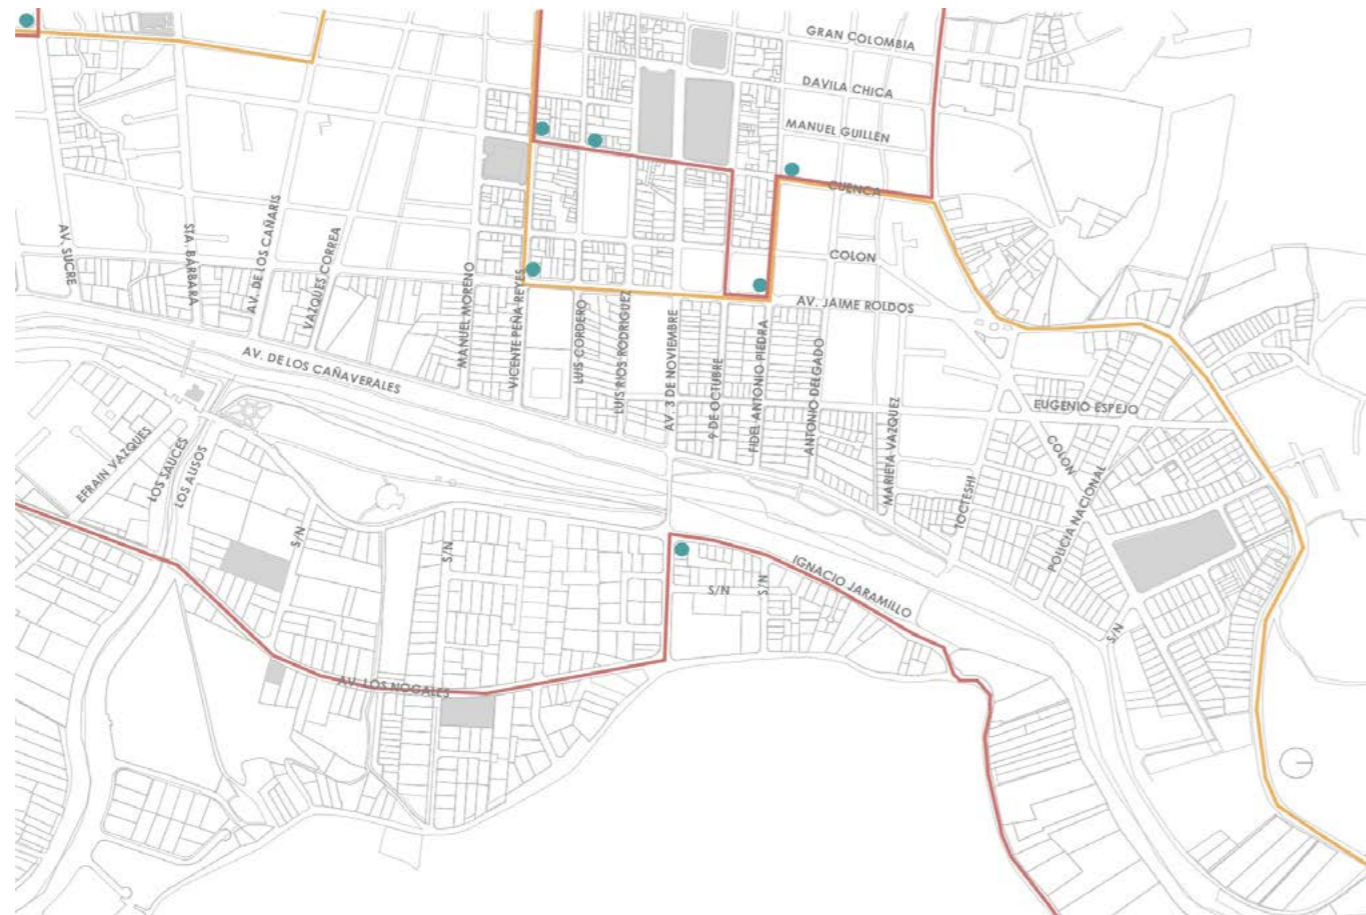 GRAN COLOMBIA
DAVILA CHICA
MANUEL GUILLEN
CUENCA
COLON
AV. JAIME ROLDOS
AV. SUCRE
STA. BARBARA
AV. DE LOS CAÑARIS
VAZQUES CORREA
MANUEL MORENO
VICENTE PEÑA REYES
LUIS CORDERO
LUIS RIOS RODRIGUEZ
AV. 3 DE NOVIEMBRE
9 DE OCTUBRE
FIDEL ANTONIO PIEDRA
ANTONIO DELGADO
MARIETA VAZQUEZ
AV. DE LOS CAÑAVERALES
EUGENIO ESPEJO
COLON
POLICIA NACIONAL
TOCTESHI
EFRAIN VAZQUES
LOS SAUCES
LOS ALISOS
S/N
S/N
S/N
S/N
IGNACIO JARAMILLO
S/N
AV. LOS NOGALES